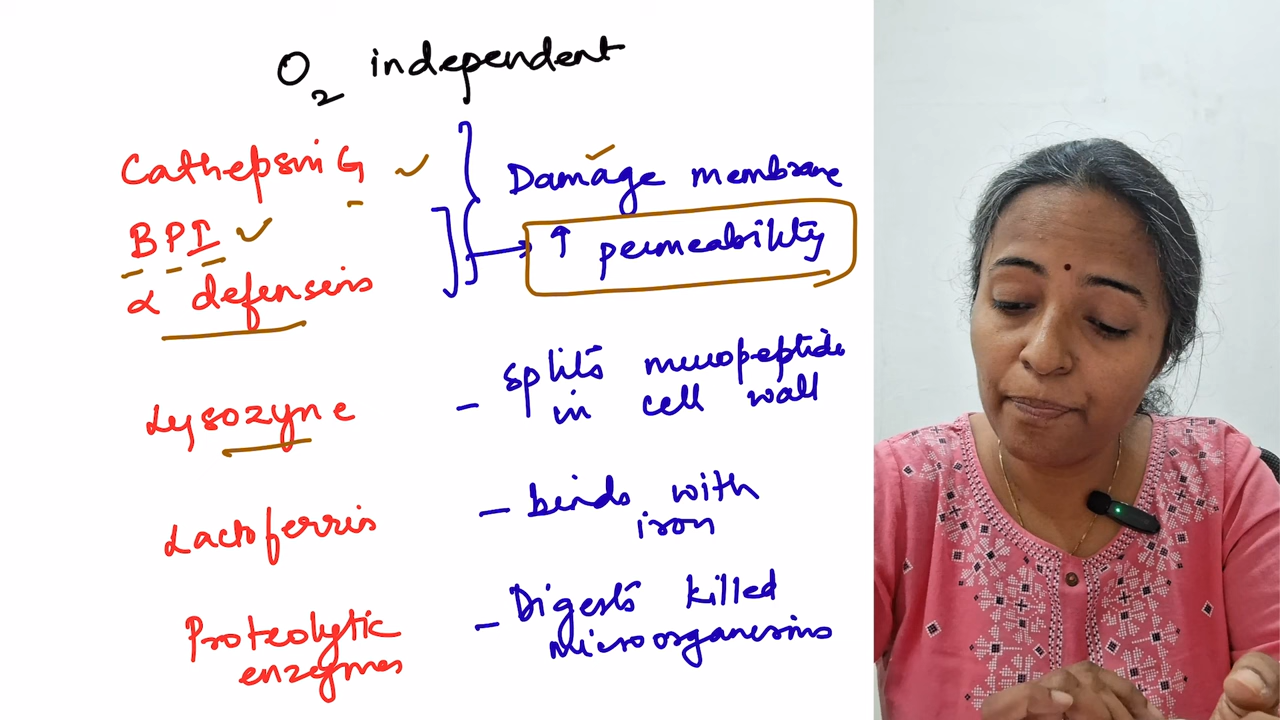 O2 independent
Cathepsin G
BPI
α defensins
Damage membrane
↑ permeability
Lysozyme
- splits mucopeptide
in cell wall
Lactoferrin
- binds with
iron
Proteolytic
enzymes
- Digests killed
microorganisms